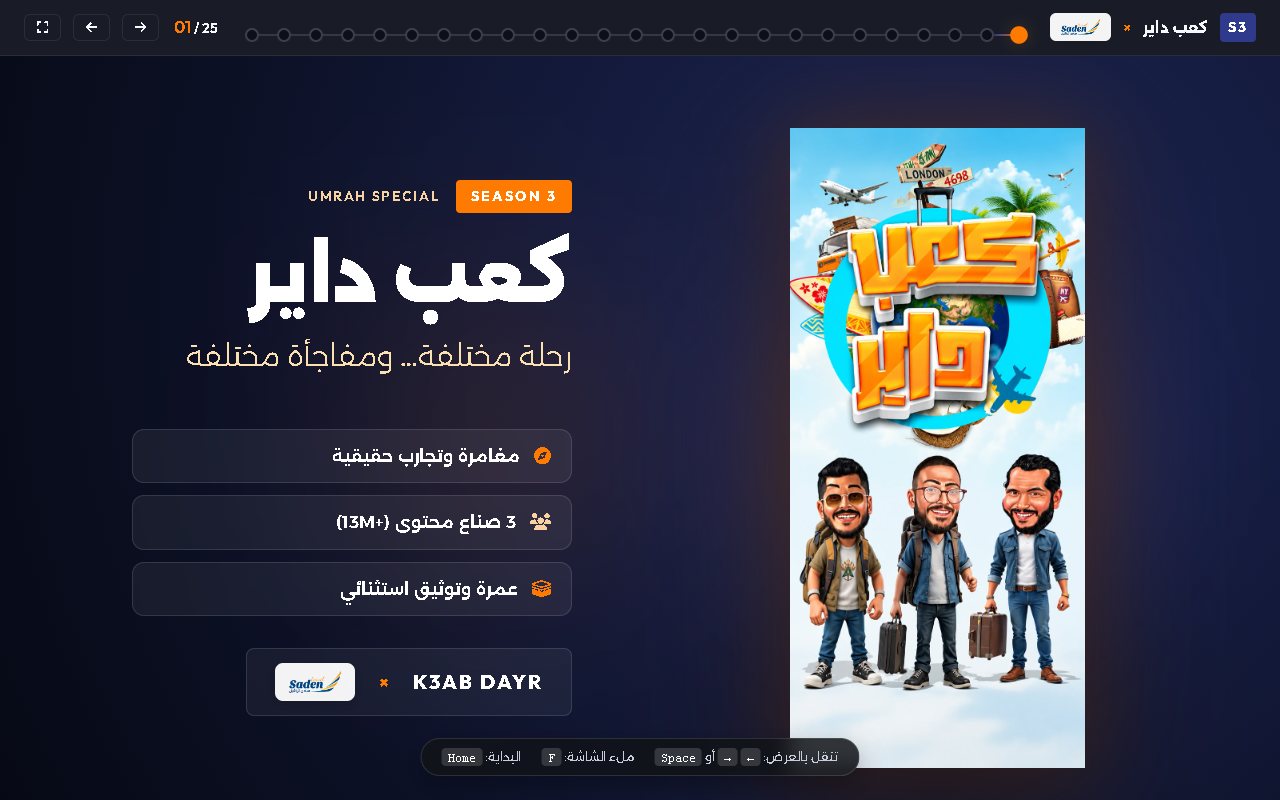 S3 كعب داير × Saden
01 / 25
SEASON 3 UMRAH SPECIAL
كعب داير
رحلة مختلفة... ومفاجأة مختلفة
مغامرة وتجارب حقيقية
3 صناع محتوى (+13M)
عمرة وتوثيق استثنائي
K3AB DAYR × Saden
LONDON
4698
كعب
داير
NY
تنقل بالعرض: ← → أو Space ملء الشاشة: F البداية: Home